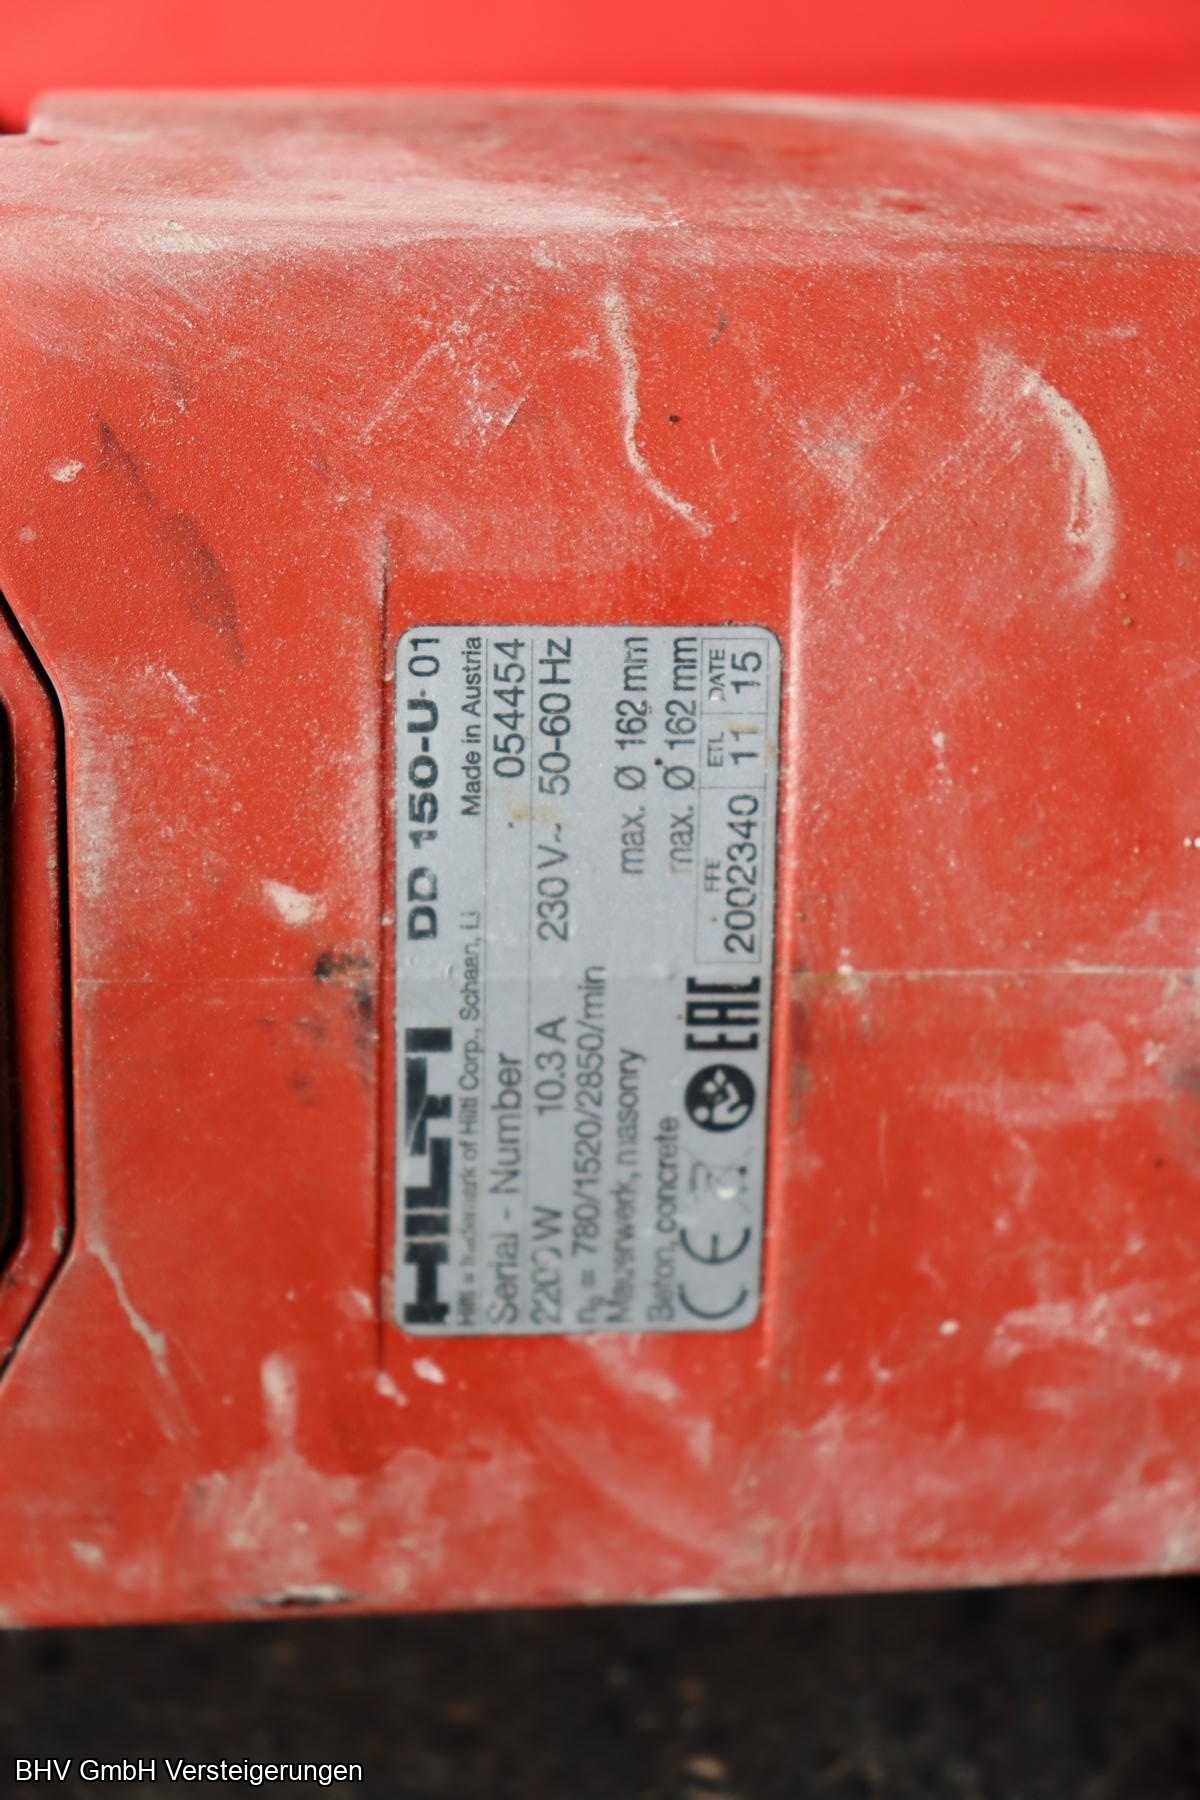 HILTI DD 150-U 01
Hilti = trademark of Hilti Corp., Schaan, LI Made in Austria
Serial - Number 054454
2200W 10.3 A 230 V~ 50-60 Hz
n₀ = 780/1520/2850/min
Mauerwerk, masonry max. Ø 162 mm
Beton, concrete max. Ø 162 mm
CE EAC FFE ETL DATE
2002340 11 15
BHV GmbH Versteigerungen